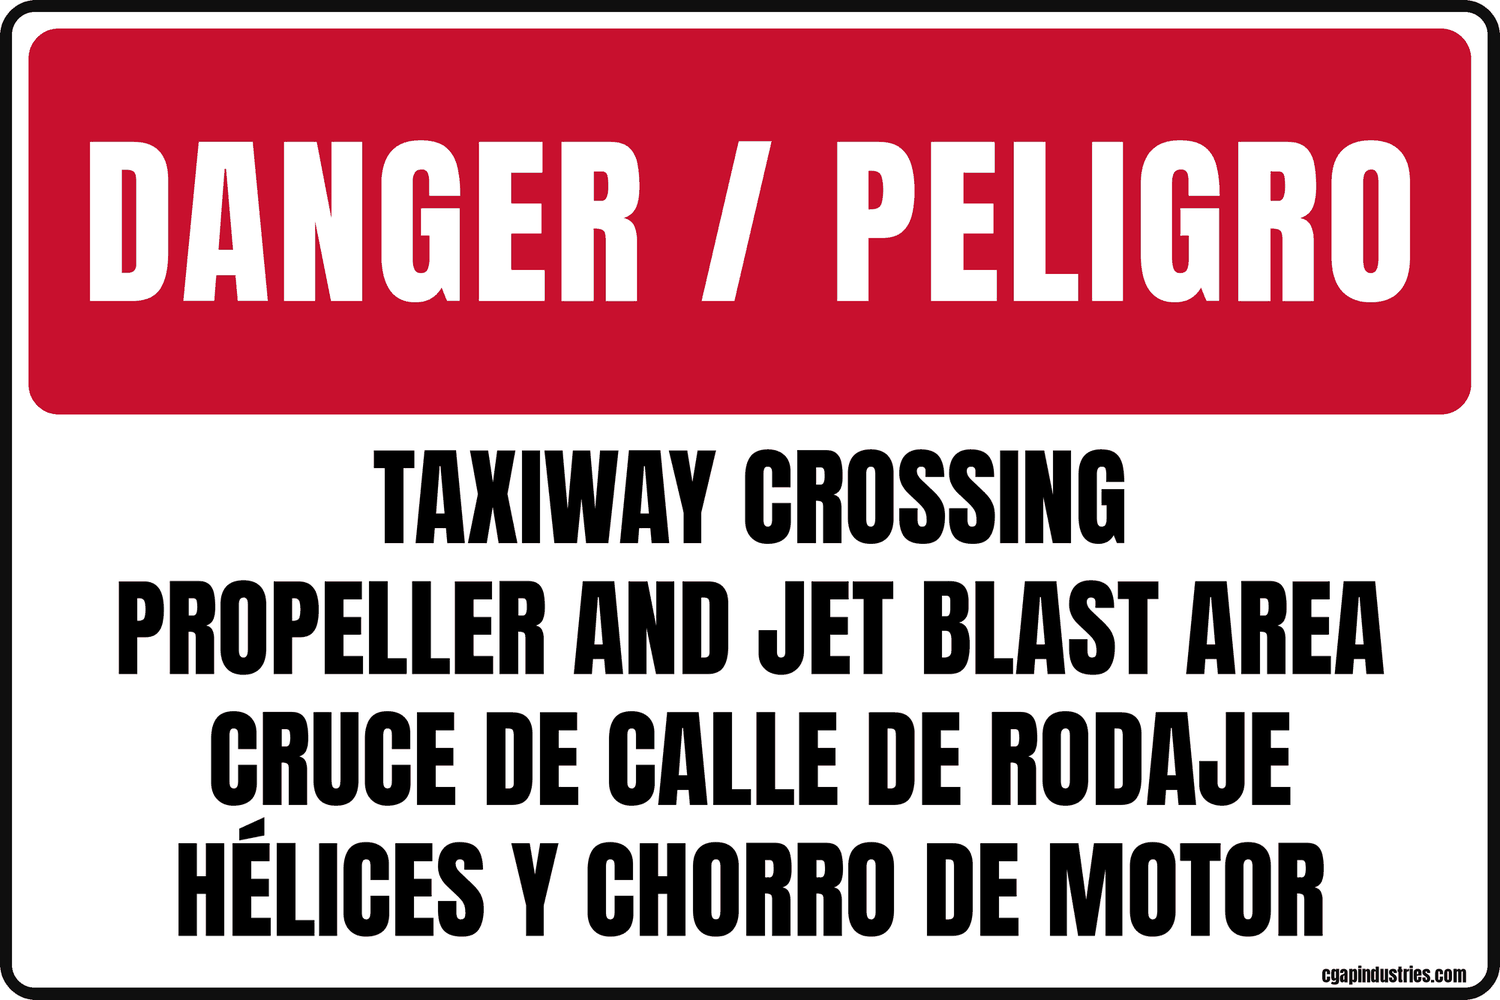 DANGER / PELIGRO
TAXIWAY CROSSING
PROPELLER AND JET BLAST AREA
CRUCE DE CALLE DE RODAJE
HÉLICES Y CHORRO DE MOTOR
cgapindustries.com